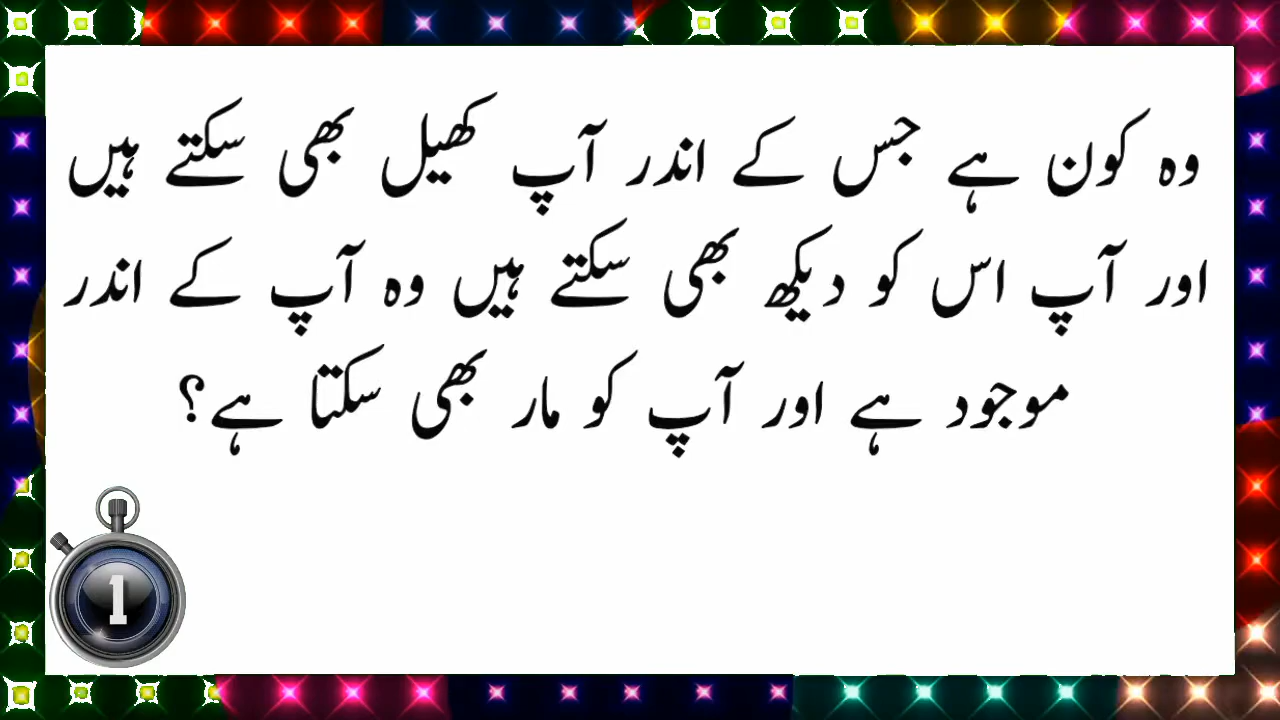 وہ کون ہے جس کے اندر آپ کھیل بھی سکتے ہیں
اور آپ اس کو دیکھ بھی سکتے ہیں وہ آپ کے اندر
موجود ہے اور آپ کو مار بھی سکتا ہے؟
1